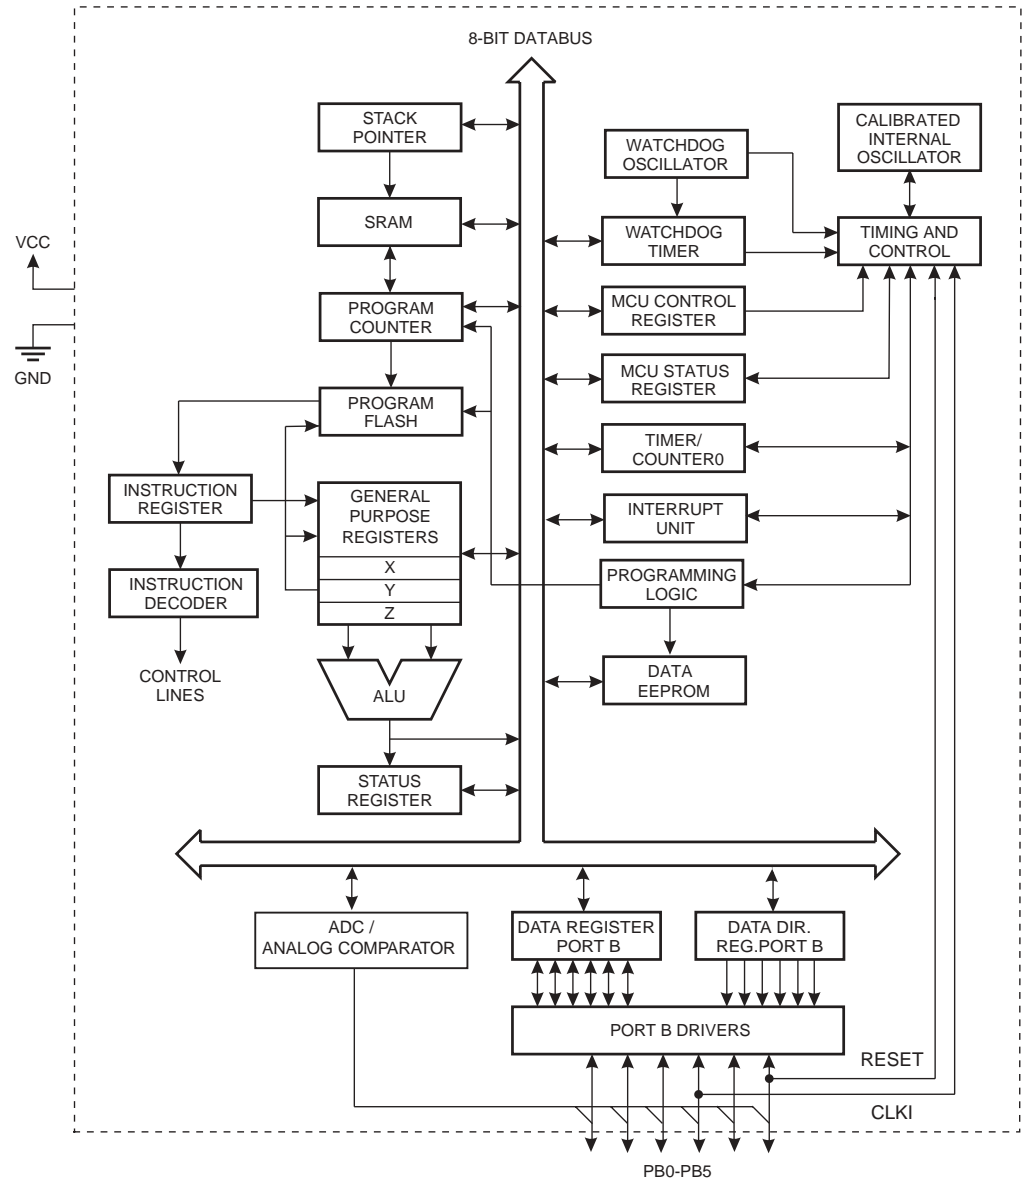 8-BIT DATABUS
STACK
POINTER
SRAM
PROGRAM
COUNTER
PROGRAM
FLASH
INSTRUCTION
REGISTER
GENERAL
PURPOSE
REGISTERS
X
Y
Z
INSTRUCTION
DECODER
CONTROL
LINES
ALU
STATUS
REGISTER
VCC
GND
WATCHDOG
OSCILLATOR
CALIBRATED
INTERNAL
OSCILLATOR
WATCHDOG
TIMER
TIMING AND
CONTROL
MCU CONTROL
REGISTER
MCU STATUS
REGISTER
TIMER/
COUNTER0
INTERRUPT
UNIT
PROGRAMMING
LOGIC
DATA
EEPROM
ADC /
ANALOG COMPARATOR
DATA REGISTER
PORT B
DATA DIR.
REG.PORT B
PORT B DRIVERS
RESET
CLKI
PB0-PB5